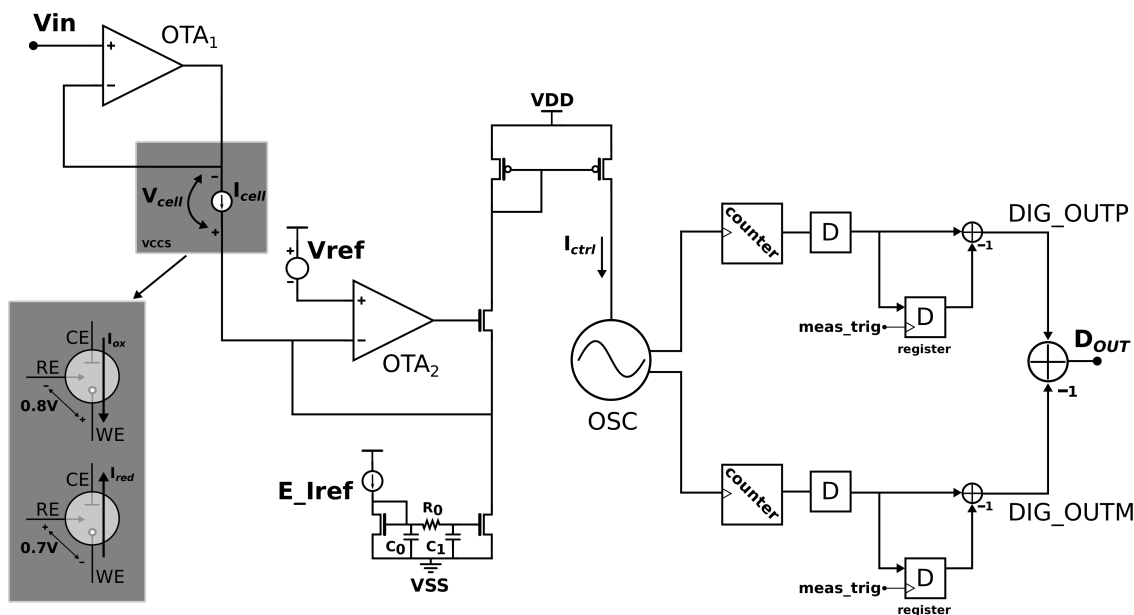 Vin
+
OTA1
−
VDD
−
Vcell
Icell
+
VCCS
Vref
+
−
+
−
OTA2
Ictrl
OSC
counter
D
−1
DIG_OUTP
D
meas_trig
register
DOUT
−1
CE
Iox
RE
−
0.8V
+
WE
CE
Ired
RE
+
0.7V
−
WE
E_Iref
R0
C0
C1
VSS
counter
D
−1
DIG_OUTM
D
meas_trig
register